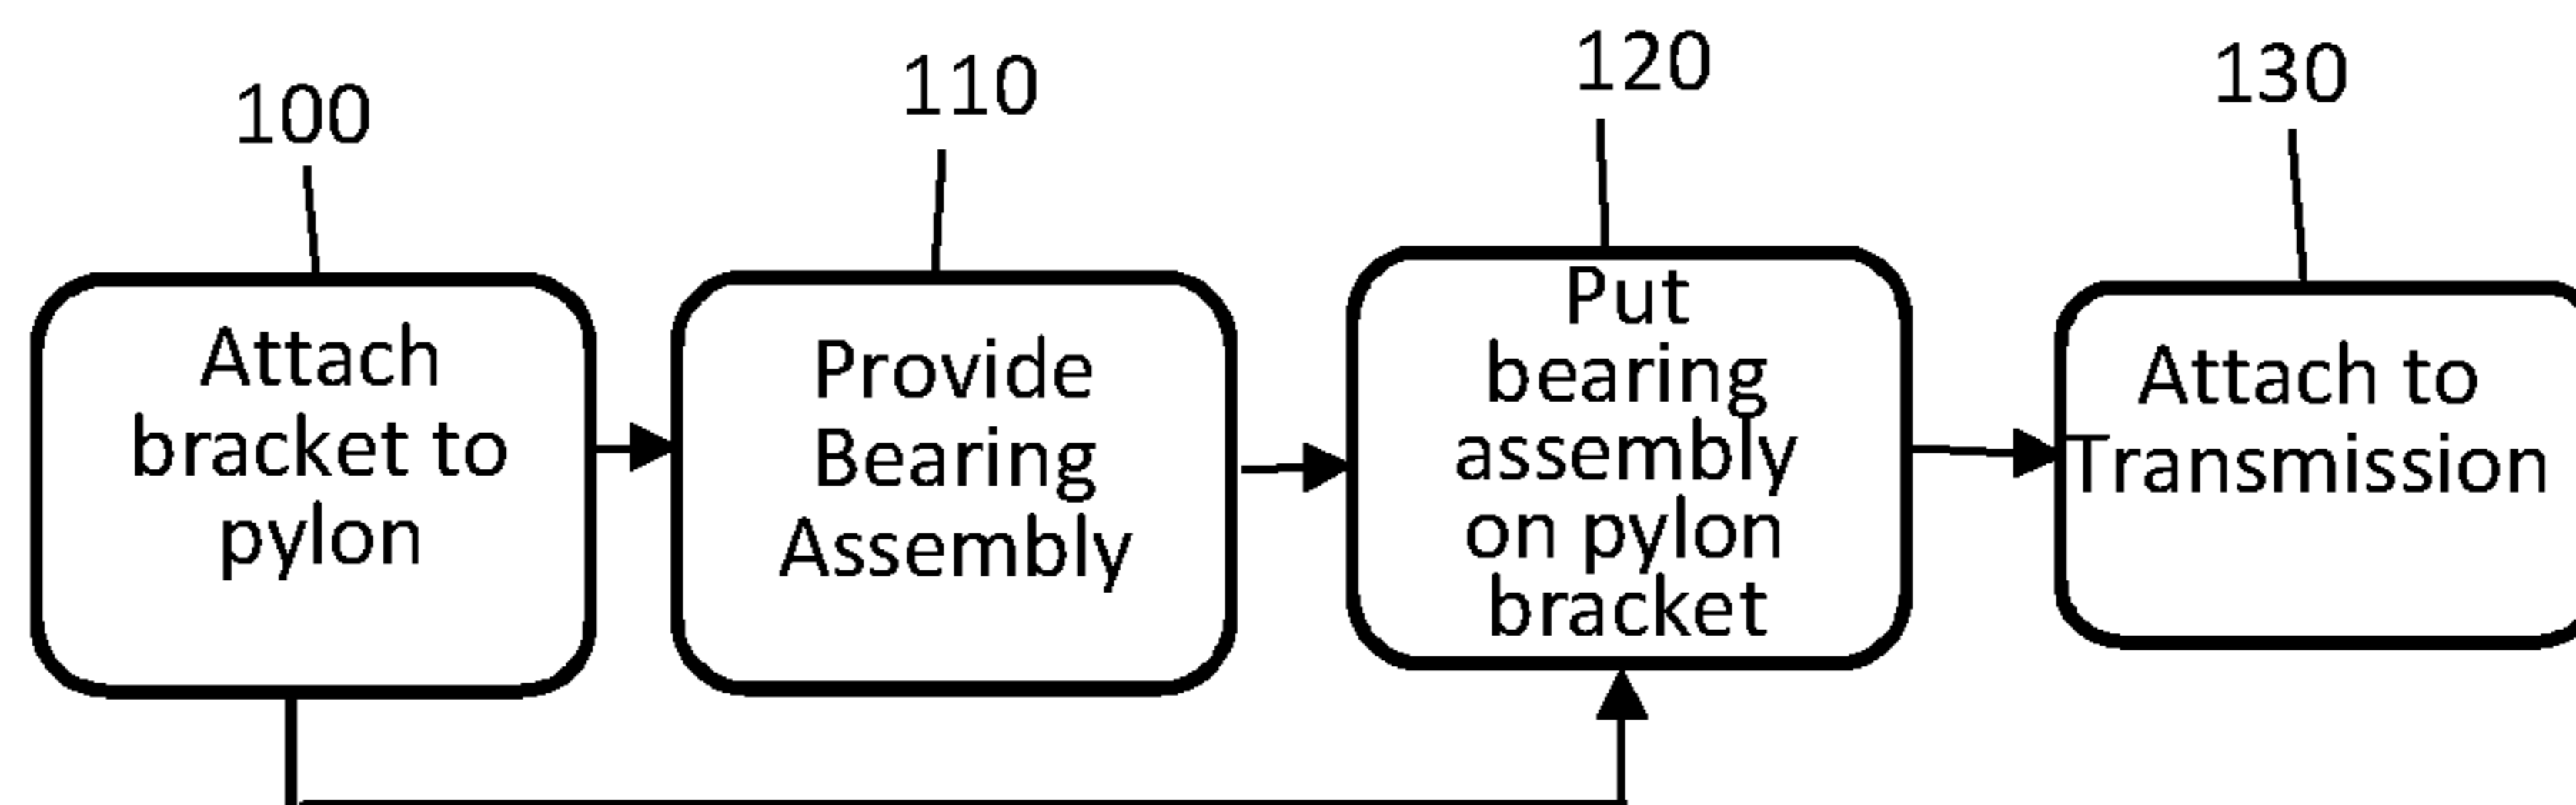 100
Attach
bracket to
pylon
110
Provide
Bearing
Assembly
120
Put
bearing
assembly
on pylon
bracket
130
Attach to
Transmission